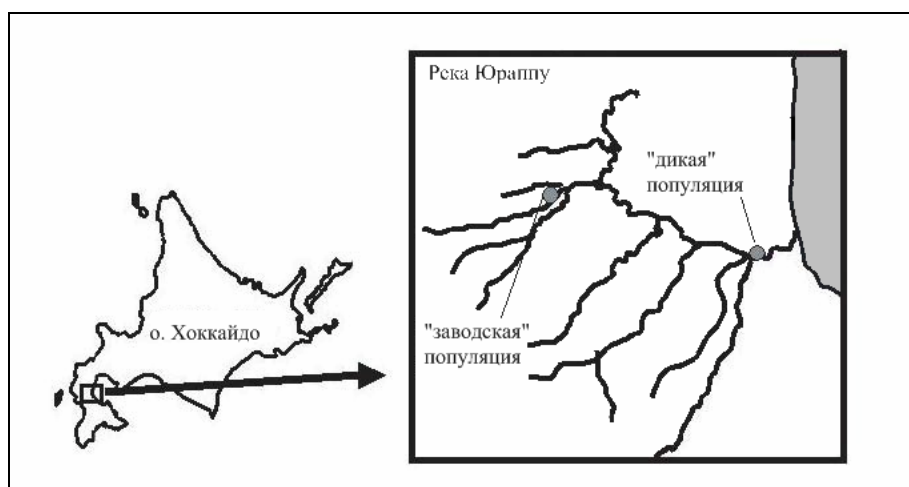 Река Юраппу
"дикая"
популяция
о. Хоккайдо
"заводская"
популяция